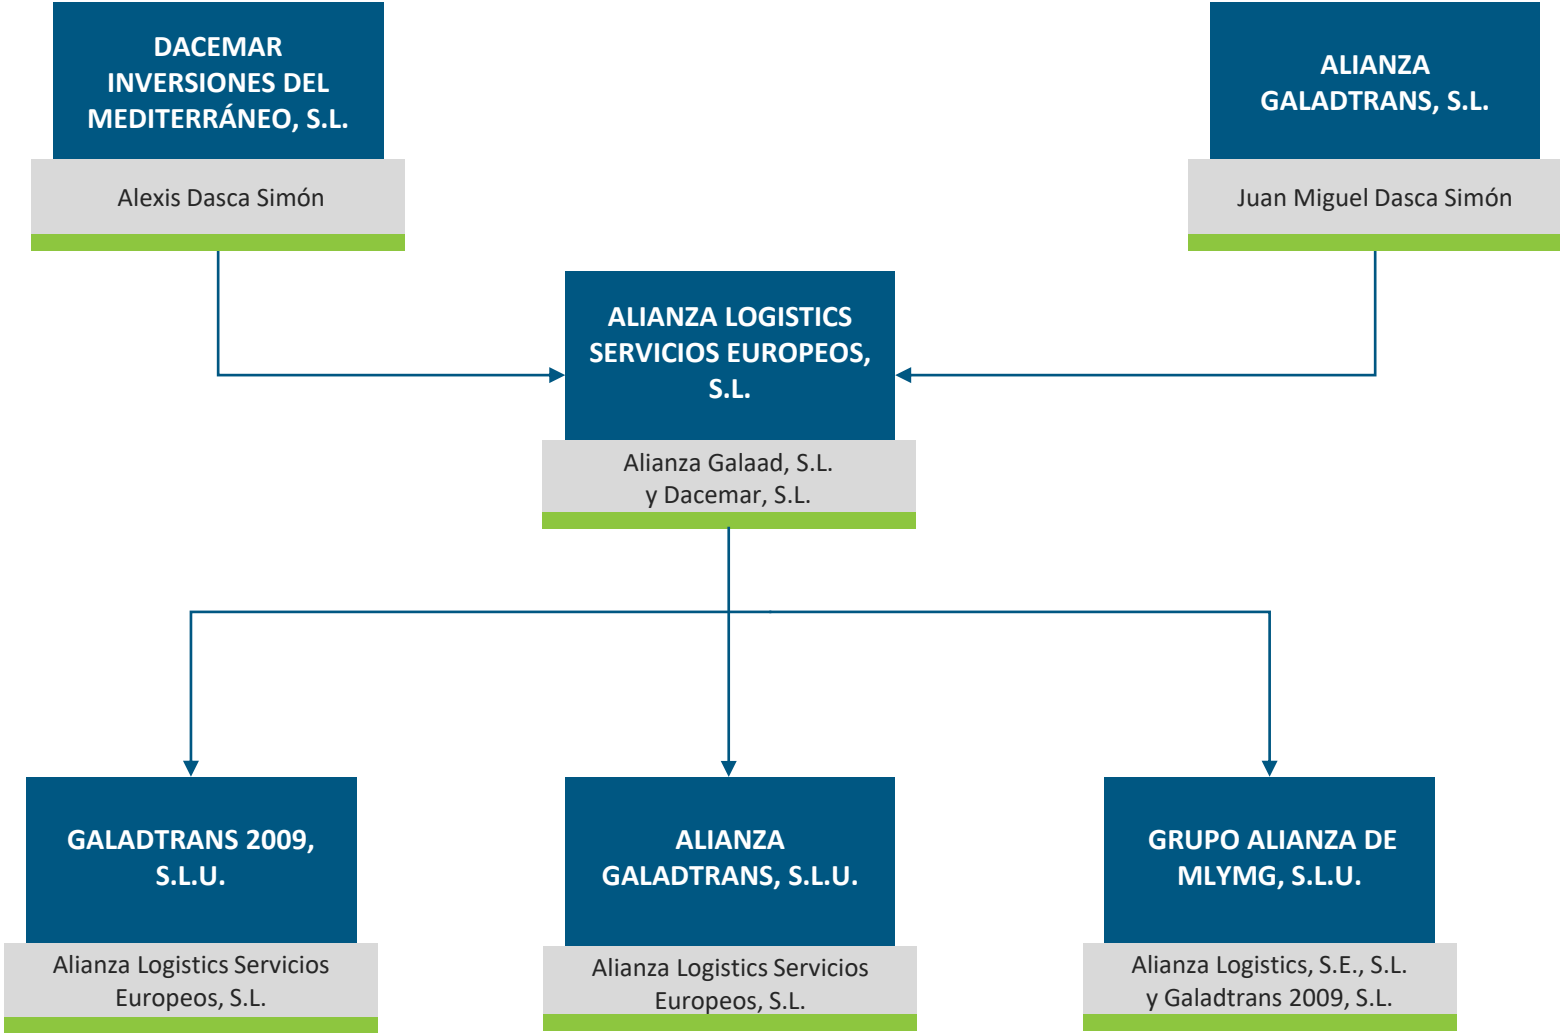 DACEMAR
INVERSIONES DEL
MEDITERRÁNEO, S.L.
Alexis Dasca Simón
ALIANZA
GALADTRANS, S.L.
Juan Miguel Dasca Simón
ALIANZA LOGISTICS
SERVICIOS EUROPEOS,
S.L.
Alianza Galaad, S.L.
y Dacemar, S.L.
GALADTRANS 2009,
S.L.U.
Alianza Logistics Servicios
Europeos, S.L.
ALIANZA
GALADTRANS, S.L.U.
Alianza Logistics Servicios
Europeos, S.L.
GRUPO ALIANZA DE
MLYMG, S.L.U.
Alianza Logistics, S.E., S.L.
y Galadtrans 2009, S.L.